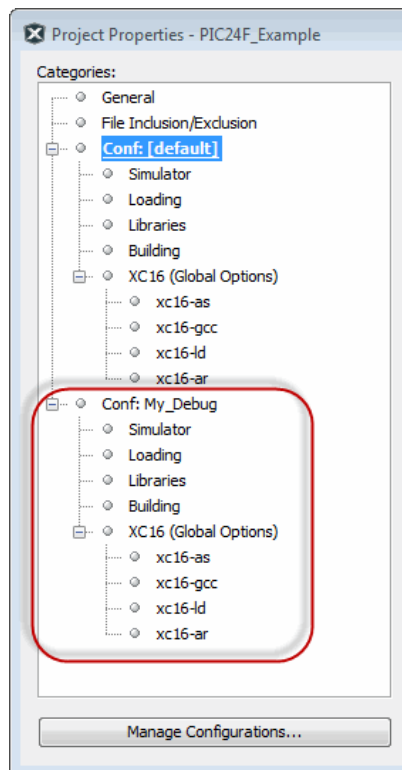 Project Properties - PIC24F_Example
Categories:
General
File Inclusion/Exclusion
Conf: [default]
Simulator
Loading
Libraries
Building
XC16 (Global Options)
xc16-as
xc16-gcc
xc16-ld
xc16-ar
Conf: My_Debug
Simulator
Loading
Libraries
Building
XC16 (Global Options)
xc16-as
xc16-gcc
xc16-ld
xc16-ar
Manage Configurations...